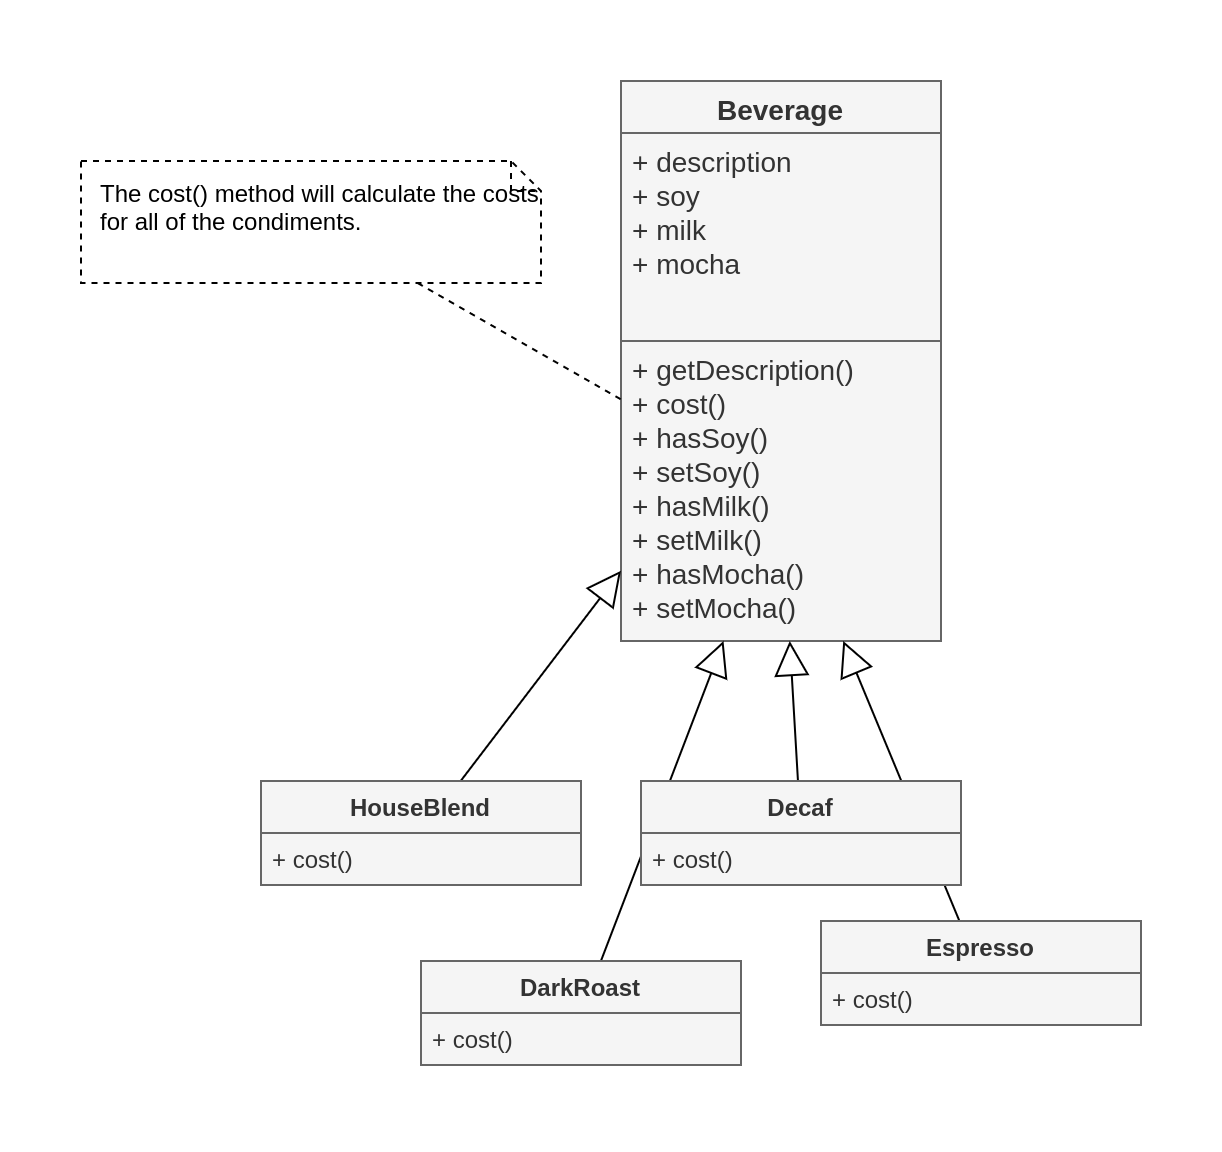 Beverage
The cost() method will calculate the costs
for all of the condiments.
+ description
+ soy
+ milk
+ mocha
+ getDescription()
+ cost()
+ hasSoy()
+ setSoy()
+ hasMilk()
+ setMilk()
+ hasMocha()
+ setMocha()
HouseBlend
+ cost()
Decaf
+ cost()
DarkRoast
+ cost()
Espresso
+ cost()